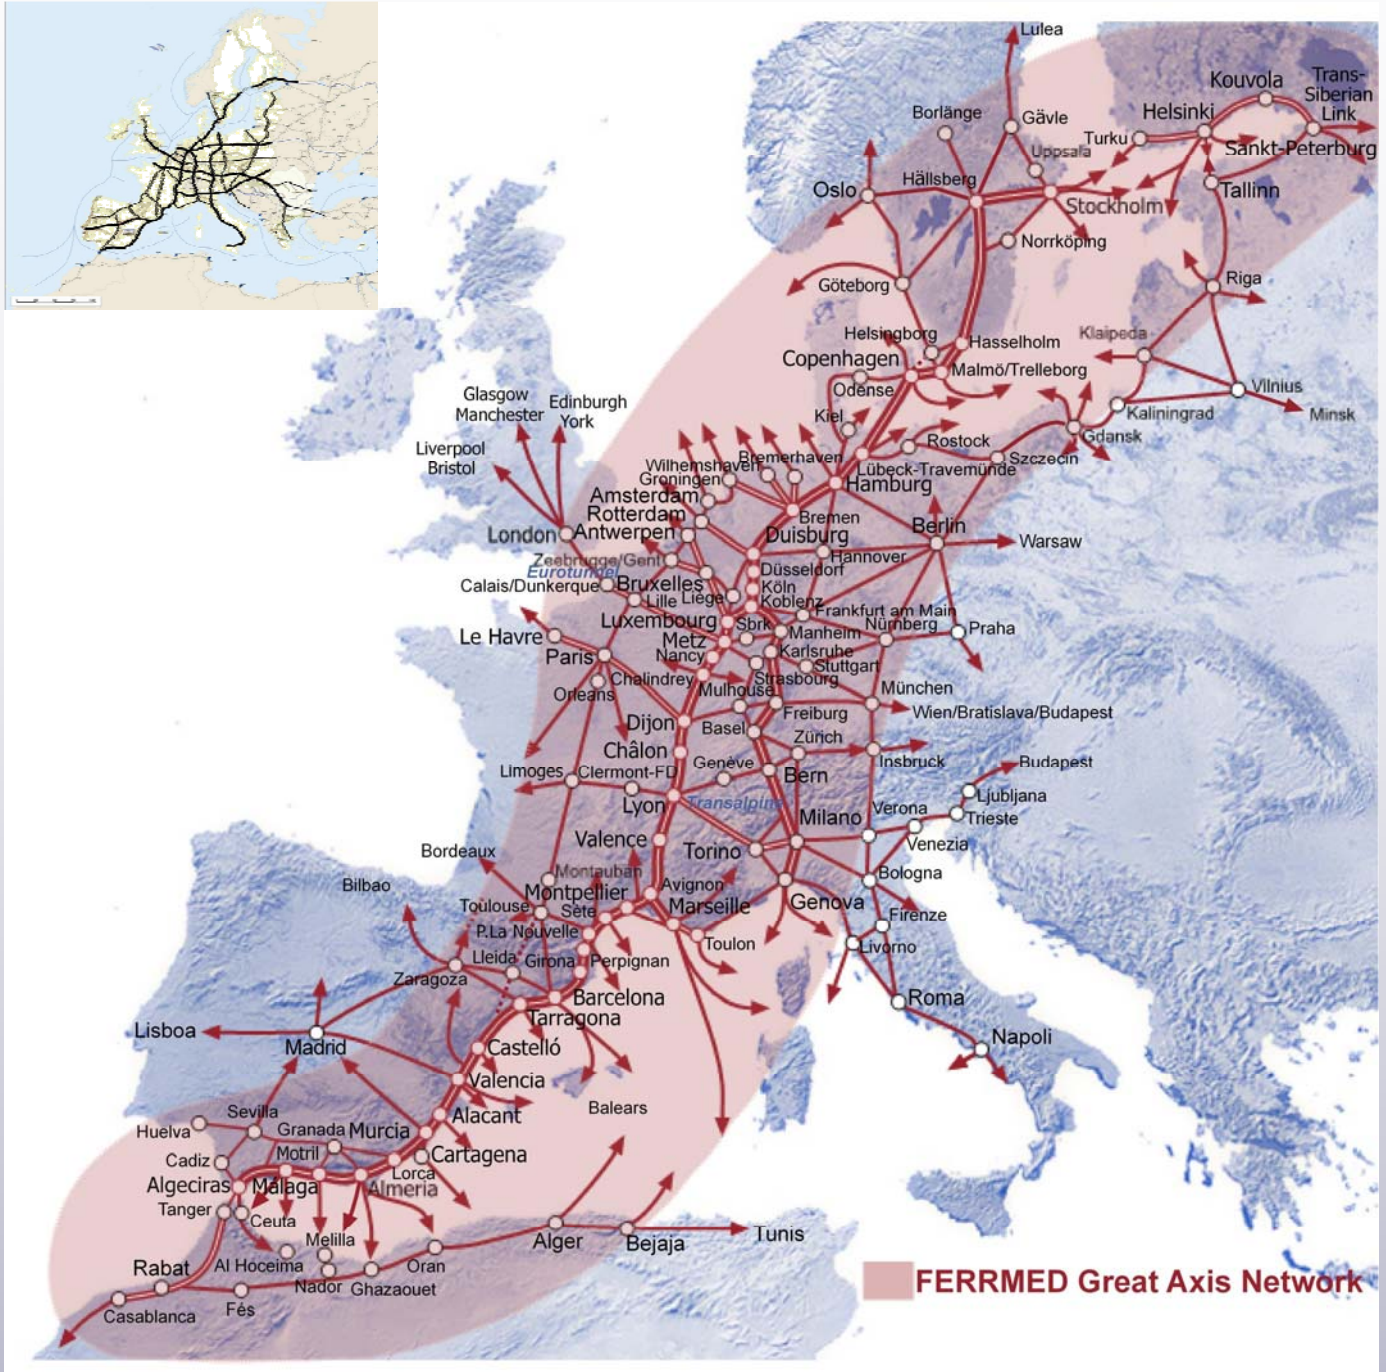 Lulea
Kouvola
Trans-
Siberian
Link
Helsinki
Borlänge
Gävle
Turku
Sankt-Peterburg
Uppsala
Oslo
Hällsberg
Tallinn
Stockholm
Norrköping
Göteborg
Riga
Helsingborg
Hasselholm
Klaipeda
Copenhagen
Malmö/Trelleborg
Odense
Vilnius
Kaliningrad
Minsk
Glasgow
Manchester
Edinburgh
York
Kiel
Rostock
Gdansk
Liverpool
Bristol
Bremerhaven
Wilhemshaven
Lübeck-Travemünde
Szczecin
Groningen
Hamburg
Amsterdam
Rotterdam
Bremen
Berlin
London
Antwerpen
Duisburg
Hannover
Warsaw
Zeebrugge/Gent
Eurotunnel
Düsseldorf
Calais/Dunkerque
Bruxelles
Köln
Lille
Liège
Koblenz
Frankfurt am Main
Luxembourg
Sbrk
Manheim
Nürnberg
Praha
Le Havre
Metz
Paris
Nancy
Karlsruhe
Stuttgart
Orleans
Chalindrey
Strasbourg
Mulhouse
München
Freiburg
Wien/Bratislava/Budapest
Dijon
Basel
Zürich
Châlon
Insbruck
Limoges
Clermont-FD
Genève
Bern
Budapest
Lyon
Transalpine
Ljubljana
Milano
Verona
Trieste
Valence
Torino
Venezia
Bordeaux
Montauban
Bologna
Bilbao
Montpellier
Avignon
Toulouse
Sète
Marseille
Genova
Firenze
P.La Nouvelle
Toulon
Livorno
Lleida
Girona
Perpignan
Zaragoza
Barcelona
Roma
Tarragona
Lisboa
Madrid
Castelló
Napoli
Valencia
Balears
Alacant
Sevilla
Huelva
Granada
Murcia
Motril
Cartagena
Cadiz
Lorca
Algeciras
Málaga
Almeria
Tanger
Ceuta
Melilla
Alger
Bejaja
Tunis
Rabat
Al Hoceima
Oran
Nador
Ghazaouet
Fés
Casablanca
FERRMED Great Axis Network